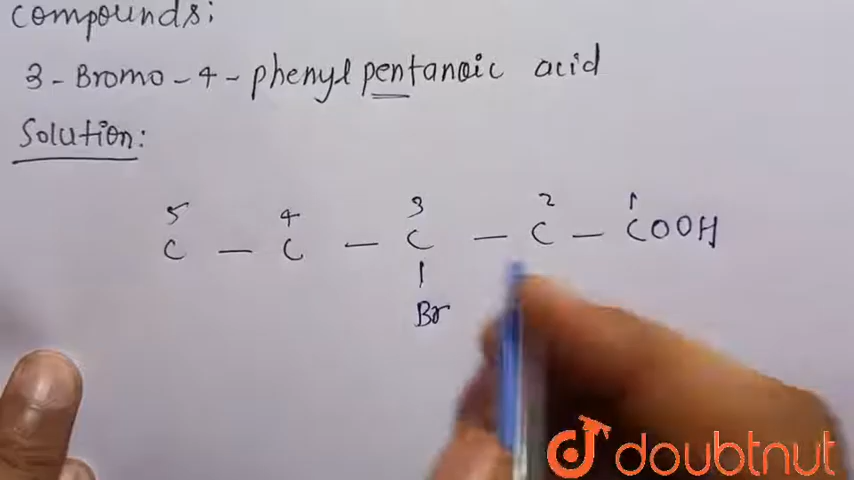 compounds:
3-Bromo-4-phenyl pentanoic acid
Solution:
5 4 3 2 1
C - C - C - C - COOH
Br
doubtnut